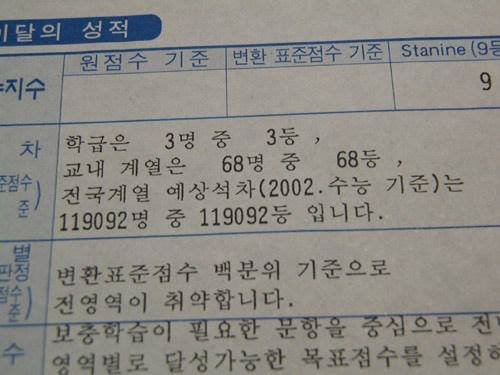 이달의 성적
원점수 기준 변환 표준점수 기준 Stanine (9등
지수 9
차 학급은 3명 중 3등 ,
교내 계열은 68명 중 68등 ,
준점수 전국계열 예상석차(2002.수능 기준)는
준) 119092명 중 119092등 입니다.
별
판정 변환표준점수 백분위 기준으로
점수 전영역이 취약합니다.
준)
보충학습이 필요한 문항을 중심으로 전
수 영역별로 달성가능한 목표점수를 설정하